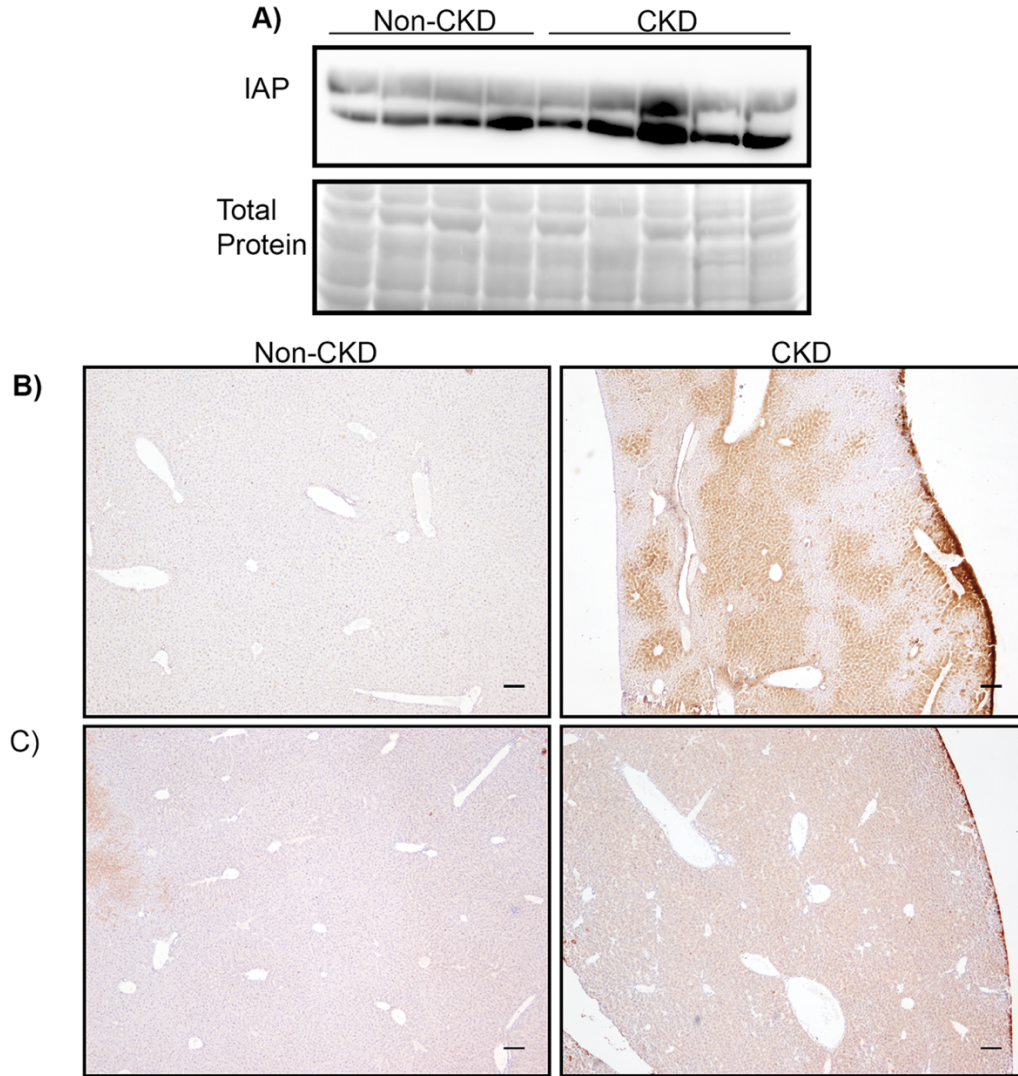 A)
Non-CKD CKD
IAP
Total
Protein
Non-CKD CKD
B)
C)